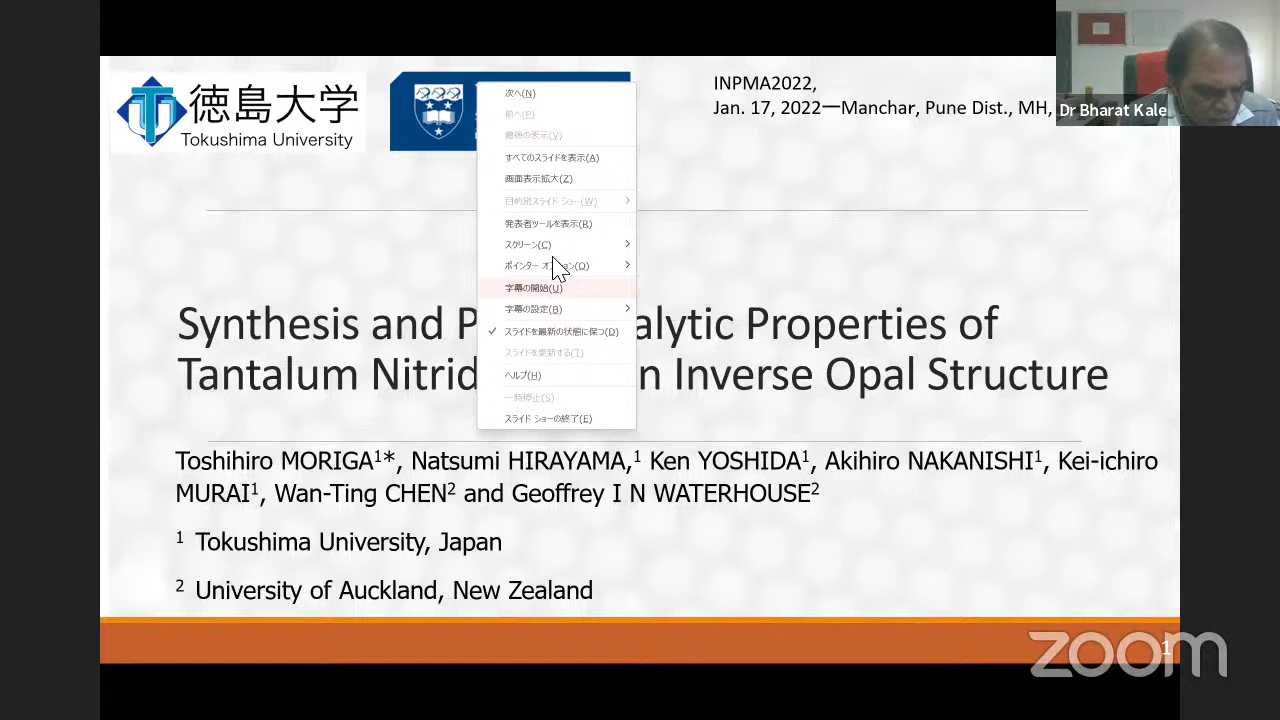 徳島大学
Tokushima University
INPMA2022,
Jan. 17, 2022—Manchar, Pune Dist., MH,
Dr Bharat Kale
次へ(N)
前へ(P)
最後の表示(V)
すべてのスライドを表示(A)
画面表示拡大(Z)
目的別スライド ショー(W)
発表者ツールを表示(R)
スクリーン(C)
ポインター オ ョン(O)
字幕の開始(U)
字幕の設定(B)
スライドを最新の状態に保つ(D)
スライドを更新する(T)
ヘルプ(H)
一時停止(S)
スライド ショーの終了(E)
Synthesis and P alytic Properties of
Tantalum Nitrid n Inverse Opal Structure
Toshihiro MORIGA¹*, Natsumi HIRAYAMA,¹ Ken YOSHIDA¹, Akihiro NAKANISHI¹, Kei-ichiro
MURAI¹, Wan-Ting CHEN² and Geoffrey I N WATERHOUSE²
¹ Tokushima University, Japan
² University of Auckland, New Zealand
zoom
1